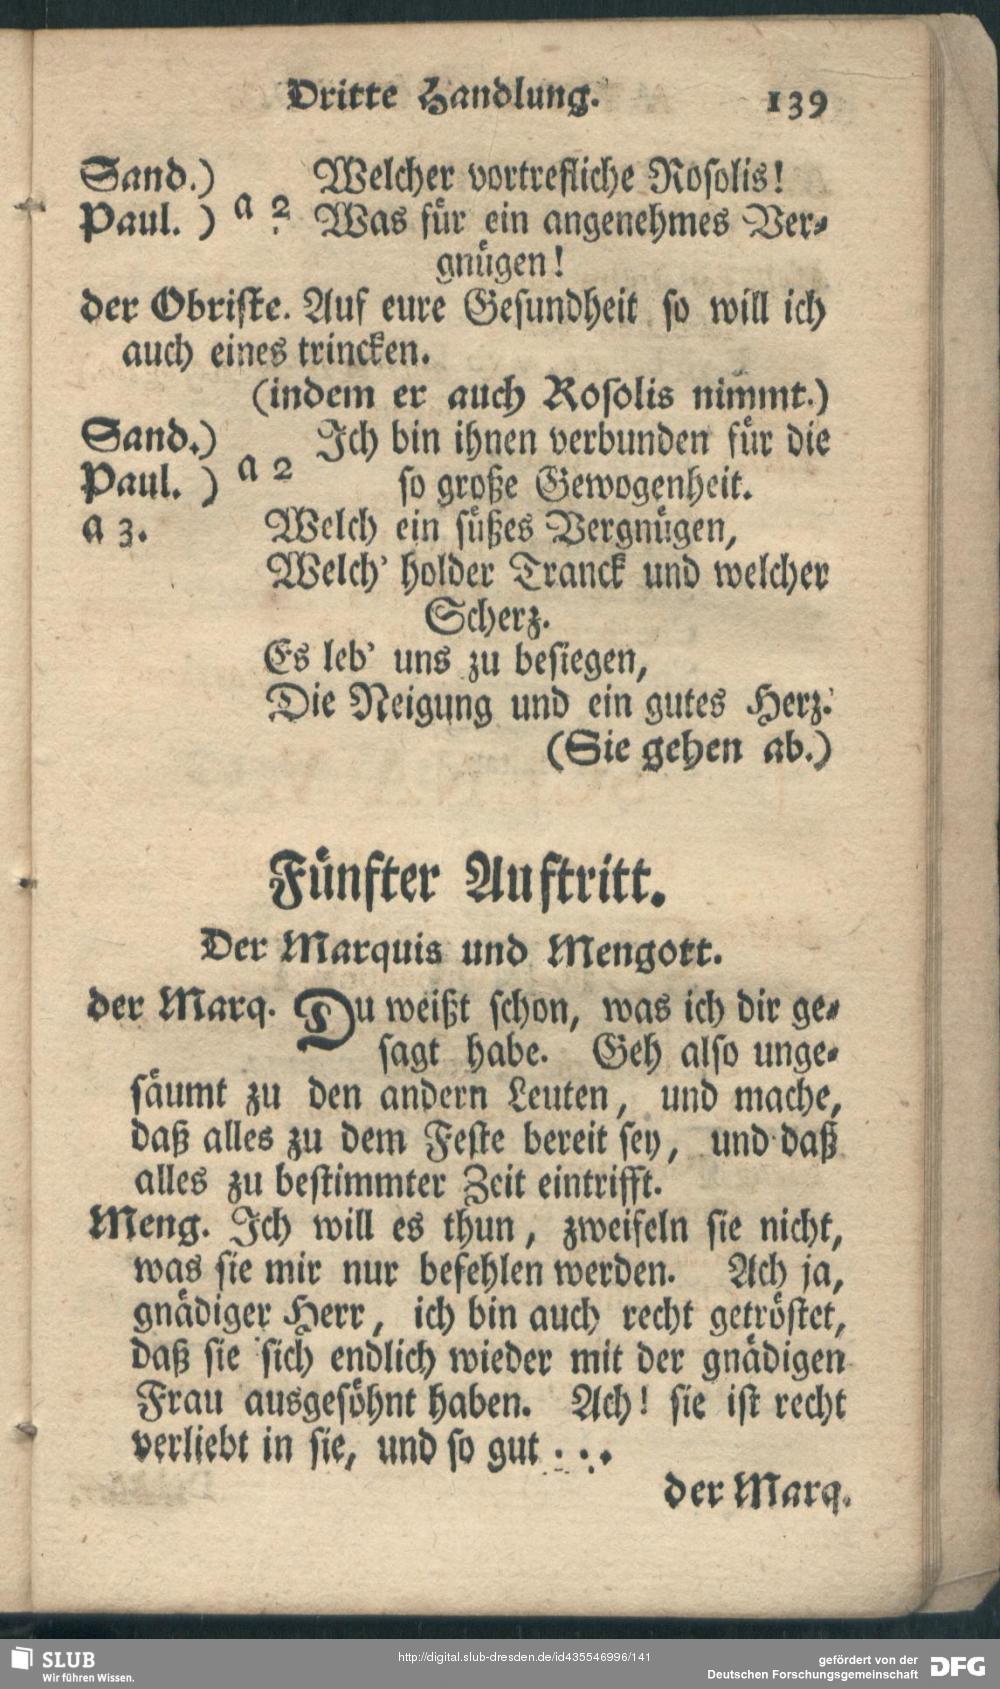 Dritte Handlung. 139
Sand.) Welcher vortrefliche Rosolis!
Paul. ) a 2. Was für ein angenehmes Ver-
gnügen!
der Obriste. Auf eure Gesundheit so will ich
auch eines trincken.
(indem er auch Rosolis nimmt.)
Sand.) Ich bin ihnen verbunden für die
Paul. ) a 2 so große Gewogenheit.
a 3. Welch ein süßes Vergnügen,
Welch' holder Tranck und welcher
Scherz.
Es leb' uns zu besiegen,
Die Neigung und ein gutes Herz.
(Sie gehen ab.)
Fünfter Auftritt.
Der Marquis und Mengott.
der Marq. Du weißt schon, was ich dir ge-
sagt habe. Geh also unge-
säumt zu den andern Leuten, und mache,
daß alles zu dem Feste bereit sey, und daß
alles zu bestimmter Zeit eintrifft.
Meng. Ich will es thun, zweifeln sie nicht,
was sie mir nur befehlen werden. Ach ja,
gnädiger Herr, ich bin auch recht getröstet,
daß sie sich endlich wieder mit der gnädigen
Frau ausgesöhnt haben. Ach! sie ist recht
verliebt in sie, und so gut . . .
der Marq.
SLUB
Wir führen Wissen.
http://digital.slub-dresden.de/id435546996/141
gefördert von der
Deutschen Forschungsgemeinschaft
DFG